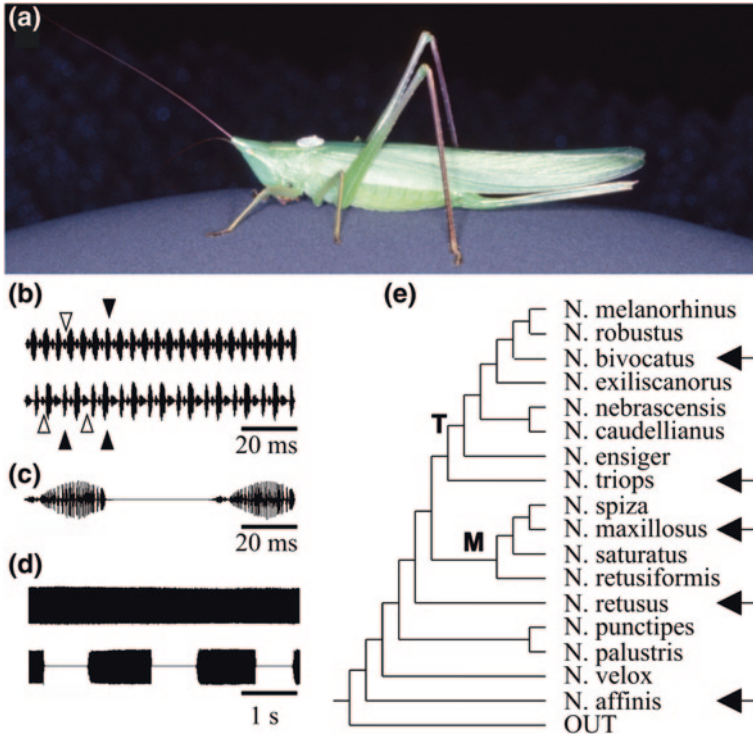 (a)
(b)
20 ms
(c)
20 ms
(d)
1 s
(e)
T
M
N. melanorhinus
N. robustus
N. bivocatus
N. exiliscanorus
N. nebrascensis
N. caudellianus
N. ensiger
N. triops
N. spiza
N. maxillosus
N. saturatus
N. retusiformis
N. retusus
N. punctipes
N. palustris
N. velox
N. affinis
OUT